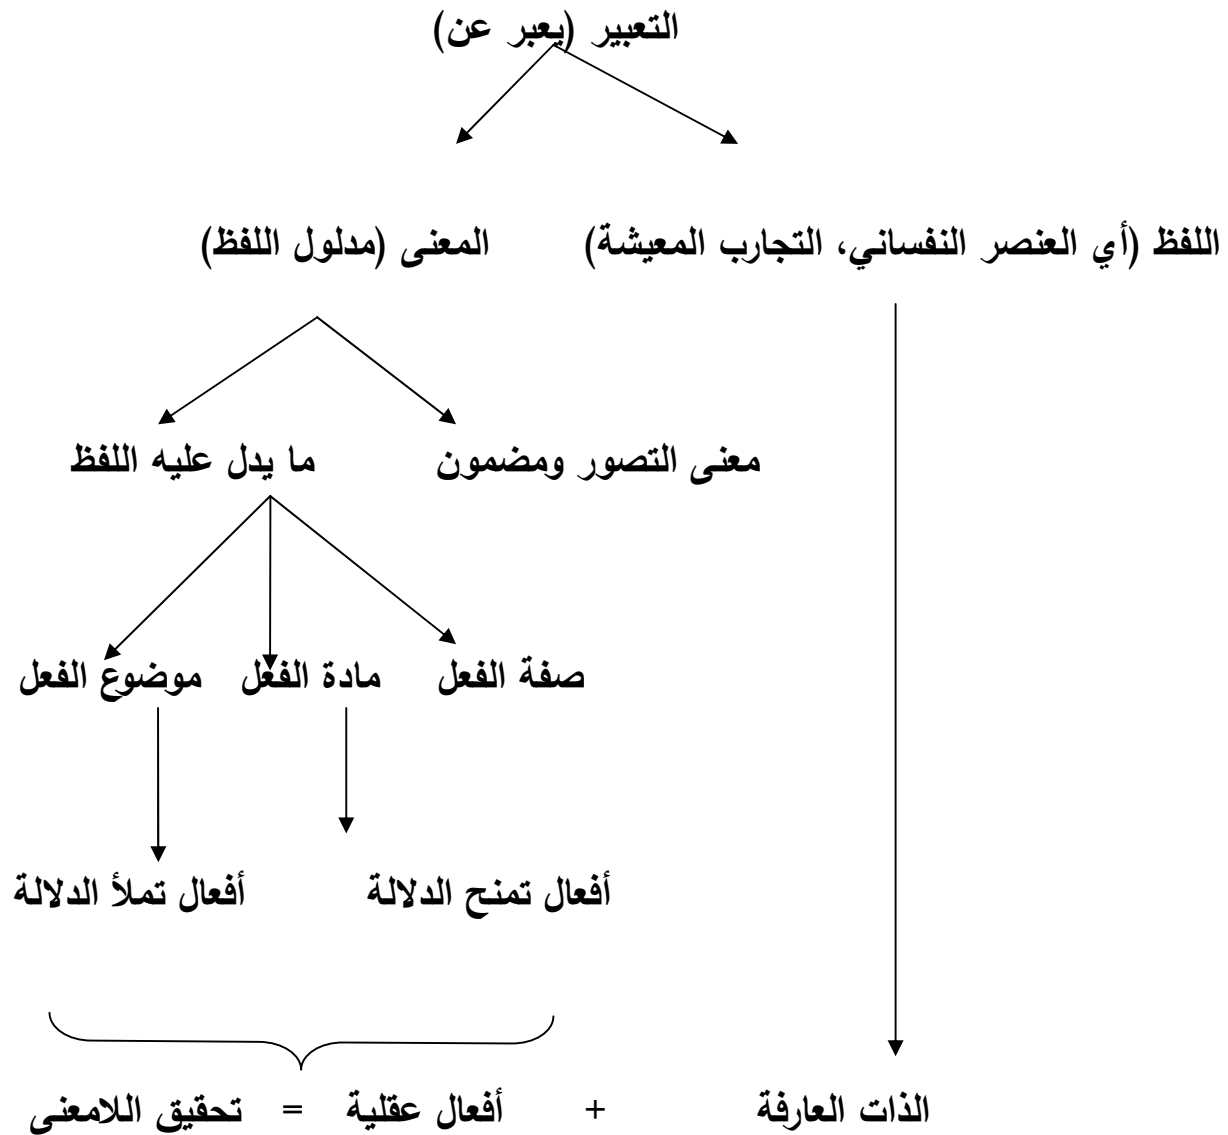 التعبير (يعبر عن)
اللفظ (أي العنصر النفساني، التجارب المعيشة) المعنى (مدلول اللفظ)
معنى التصور ومضمون ما يدل عليه اللفظ
صفة الفعل مادة الفعل موضوع الفعل
أفعال تمنح الدلالة أفعال تملأ الدلالة
الذات العارفة + أفعال عقلية = تحقيق اللامعنى